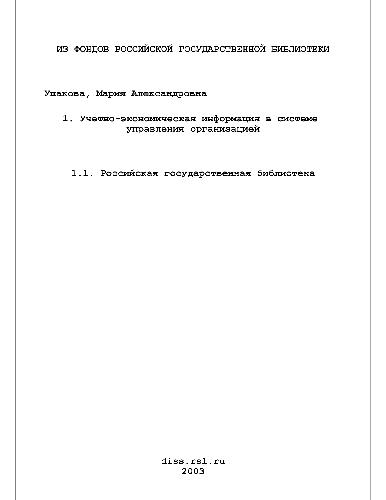 ИЗ ФОНДОВ РОССИЙСКОЙ ГОСУДАРСТВЕННОЙ БИБЛИОТЕКИ
Ушакова, Мария Александровна
1. Учетно-экономическая информация в системе
управления организацией
1.1. Российская государственная библиотека
diss.rsl.ru
2003